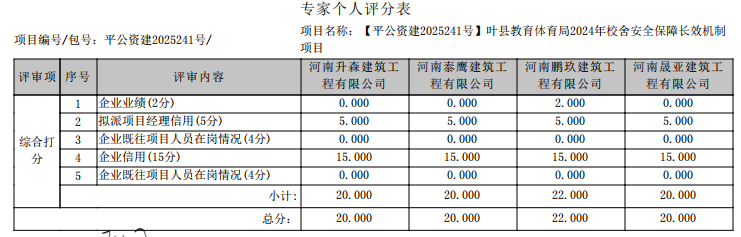 专家个人评分表
项目编号/包号：平公资建2025241号/
项目名称：【平公资建2025241号】叶县教育体育局2024年校舍安全保障长效机制
项目
评审项 序号 评审内容 河南升森建筑工程有限公司 河南泰鹰建筑工程有限公司 河南鹏玖建筑工程有限公司 河南晟亚建筑工程有限公司
综合打分
1 企业业绩(2分) 0.000 0.000 2.000 0.000
2 拟派项目经理信用(5分) 5.000 5.000 5.000 5.000
3 企业既往项目人员在岗情况(4分) 0.000 0.000 0.000 0.000
4 企业信用(15分) 15.000 15.000 15.000 15.000
5 企业既往项目人员在岗情况(4分) 0.000 0.000 0.000 0.000
小计: 20.000 20.000 22.000 20.000
总分： 20.000 20.000 22.000 20.000